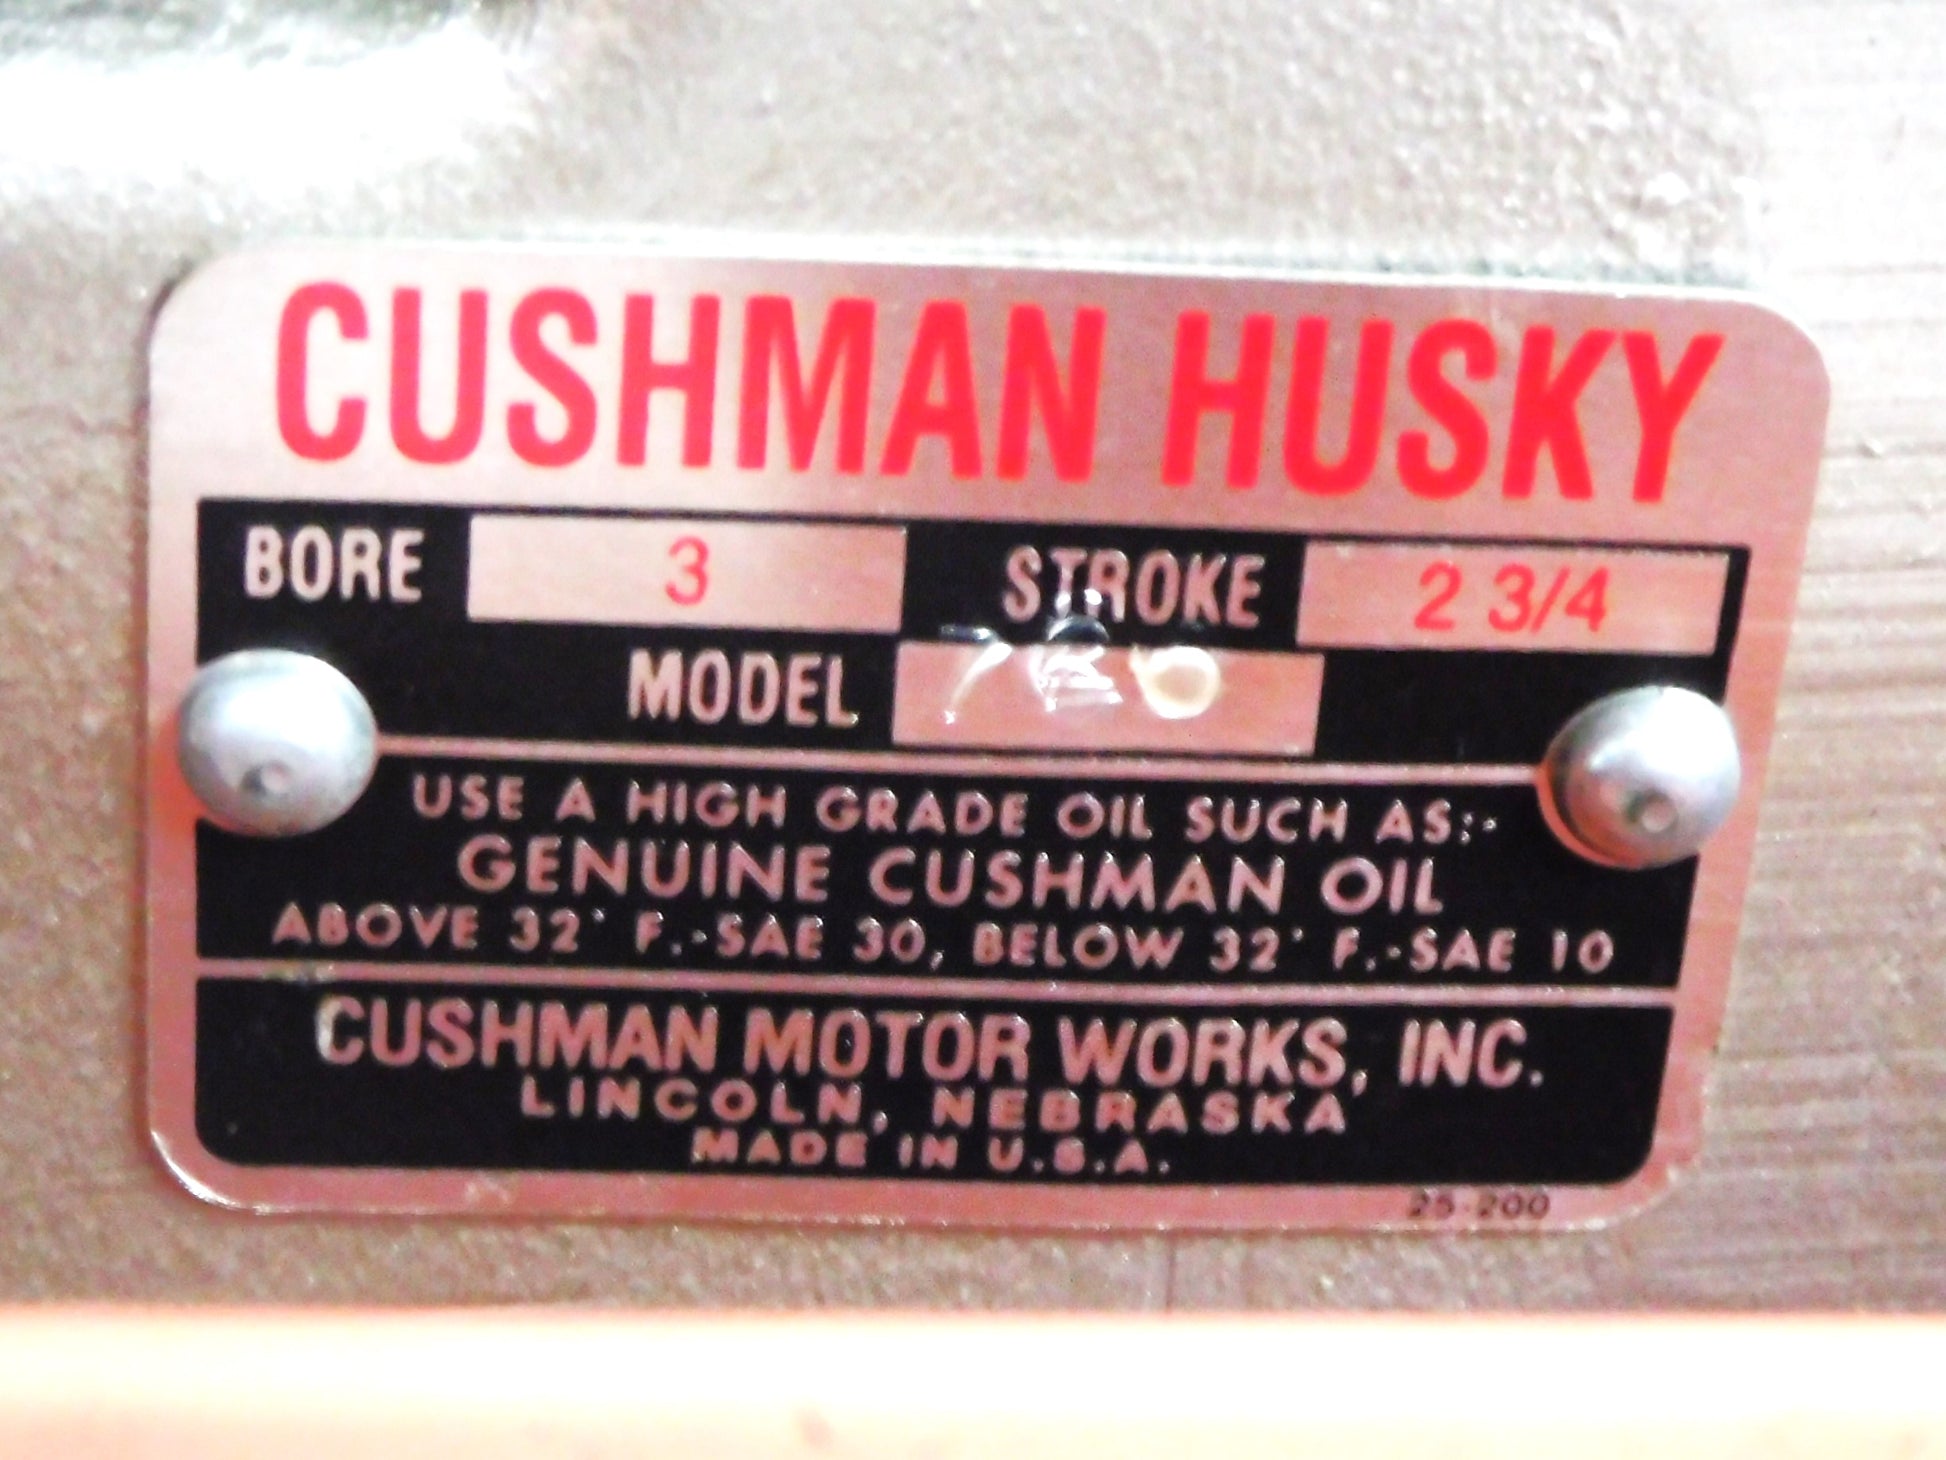 CUSHMAN HUSKY
BORE 3 STROKE 2 3/4
MODEL
USE A HIGH GRADE OIL SUCH AS:-
GENUINE CUSHMAN OIL
ABOVE 32° F.-SAE 30, BELOW 32° F.-SAE 10
CUSHMAN MOTOR WORKS, INC.
LINCOLN, NEBRASKA
MADE IN U.S.A.
25-200